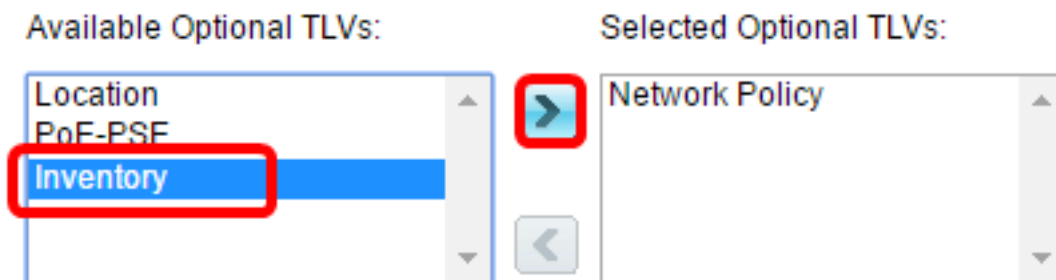 Available Optional TLVs:
Selected Optional TLVs:
Location
PoE-PSE
Inventory
Network Policy